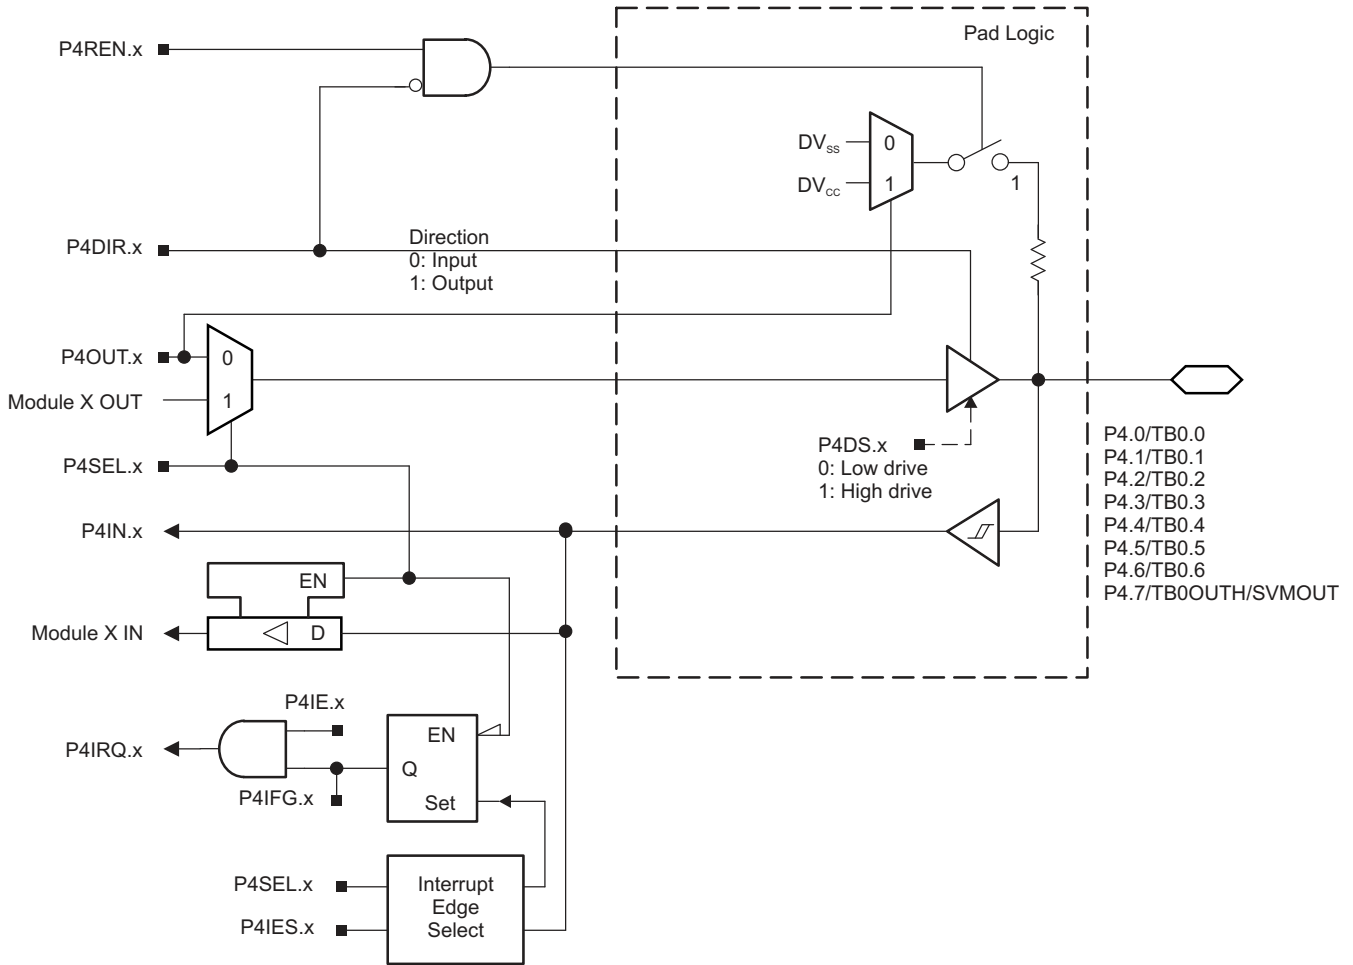 Pad Logic
P4REN.x
DVSS
0
DVCC
1
1
P4DIR.x
Direction
0: Input
1: Output
P4OUT.x
0
Module X OUT
1
P4DS.x
0: Low drive
1: High drive
P4SEL.x
P4.0/TB0.0
P4.1/TB0.1
P4.2/TB0.2
P4.3/TB0.3
P4.4/TB0.4
P4.5/TB0.5
P4.6/TB0.6
P4.7/TB0OUTH/SVMOUT
P4IN.x
EN
Module X IN
D
P4IE.x
EN
P4IRQ.x
Q
P4IFG.x
Set
P4SEL.x
Interrupt
Edge
Select
P4IES.x